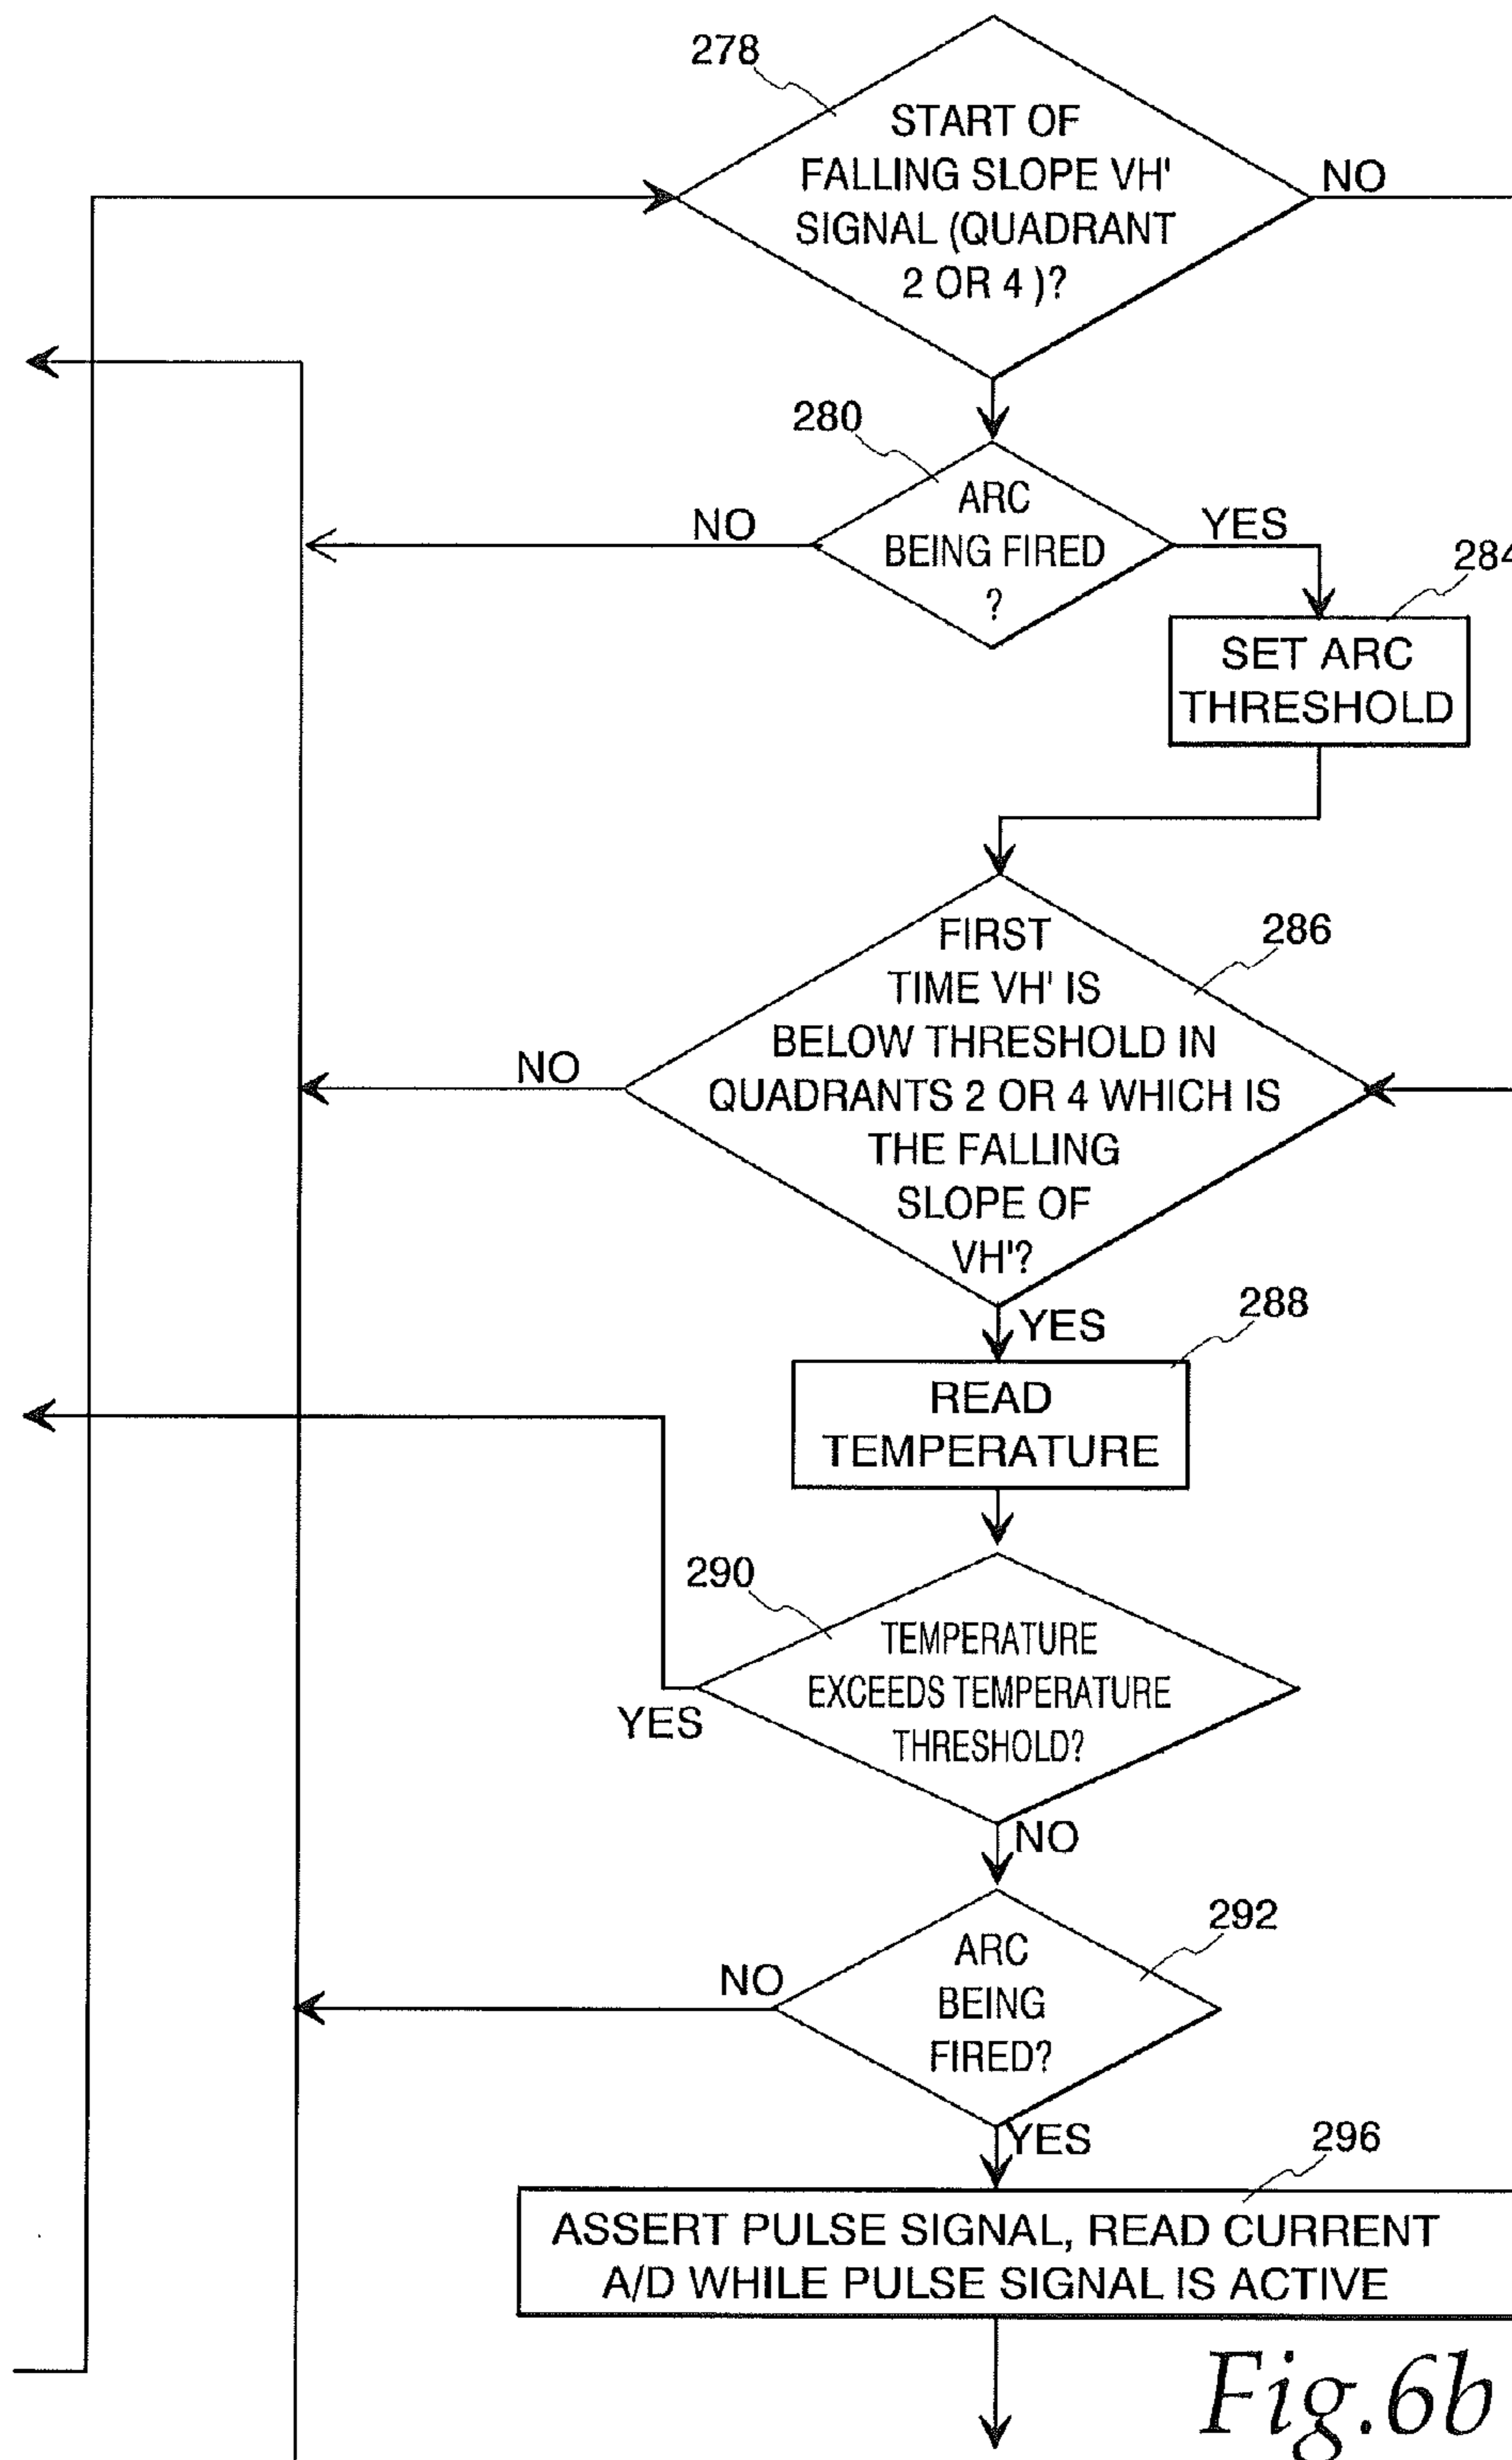 278
START OF
FALLING SLOPE VH'
SIGNAL (QUADRANT
2 OR 4 )?
NO
280
ARC
BEING FIRED
?
NO
YES
284
SET ARC
THRESHOLD
FIRST
TIME VH' IS
BELOW THRESHOLD IN
QUADRANTS 2 OR 4 WHICH IS
THE FALLING
SLOPE OF
VH'?
286
NO
YES
288
READ
TEMPERATURE
290
TEMPERATURE
EXCEEDS TEMPERATURE
THRESHOLD?
YES
NO
292
ARC
BEING
FIRED?
NO
YES
296
ASSERT PULSE SIGNAL, READ CURRENT
A/D WHILE PULSE SIGNAL IS ACTIVE
Fig.6b